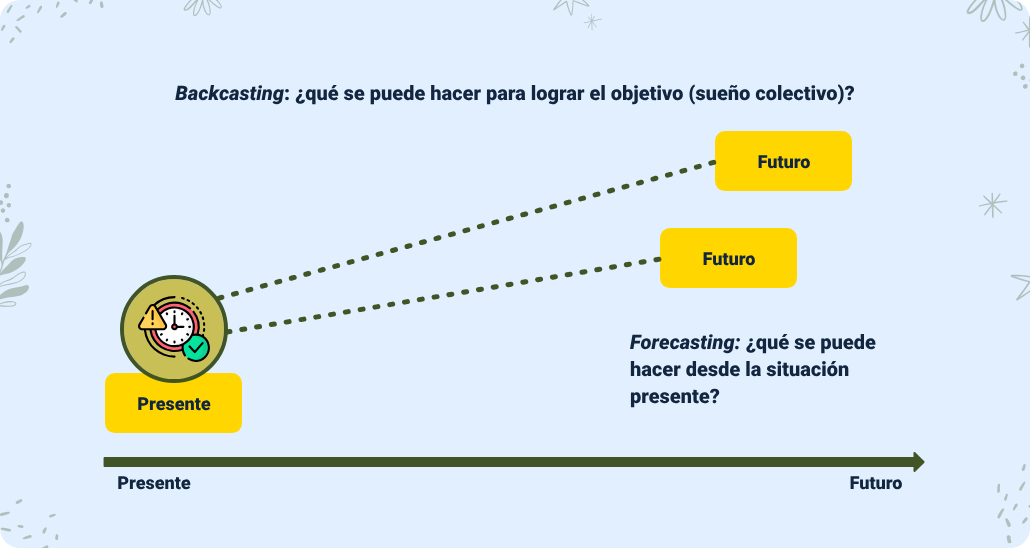 Backcasting: ¿qué se puede hacer para lograr el objetivo (sueño colectivo)?
Futuro
Futuro
Forecasting: ¿qué se puede
hacer desde la situación
presente?
Presente
Presente
Futuro